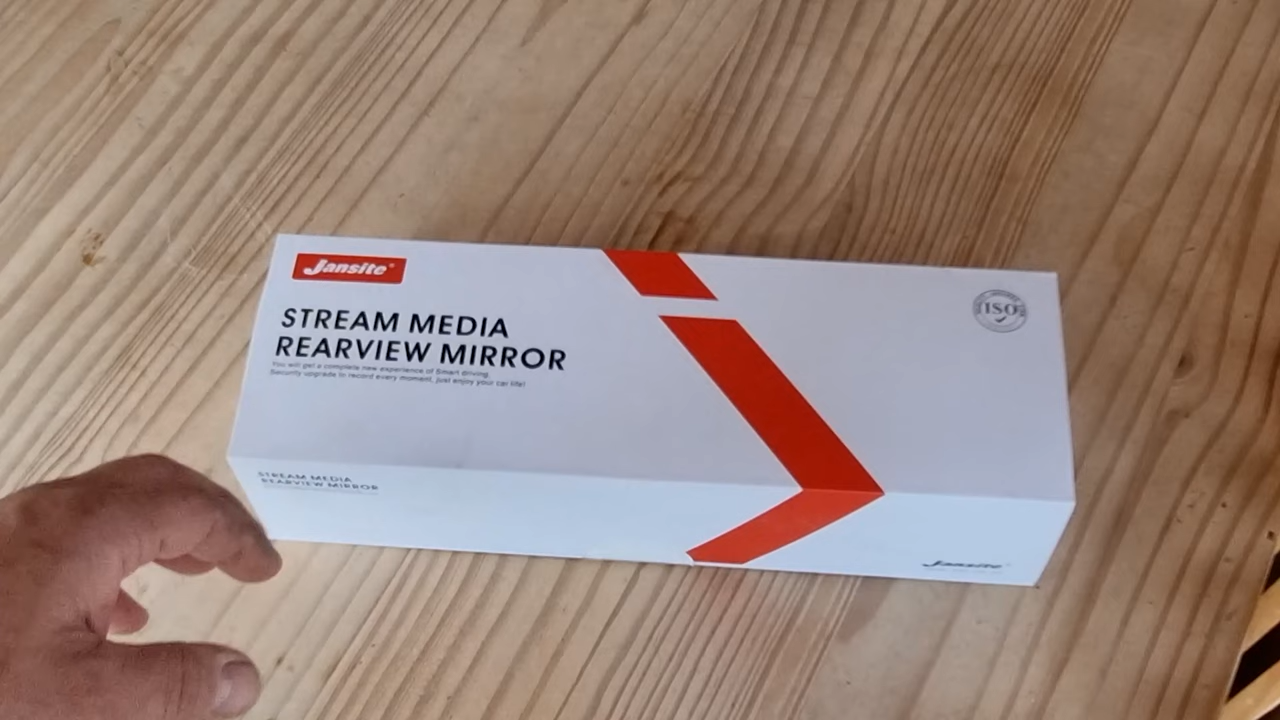 Jansite®
STREAM MEDIA
REARVIEW MIRROR
You will get a complete new experience of Smart driving
Security upgrade to record every moment, just enjoy your car life!
ISO
STREAM MEDIA
REARVIEW MIRROR
Jansite®